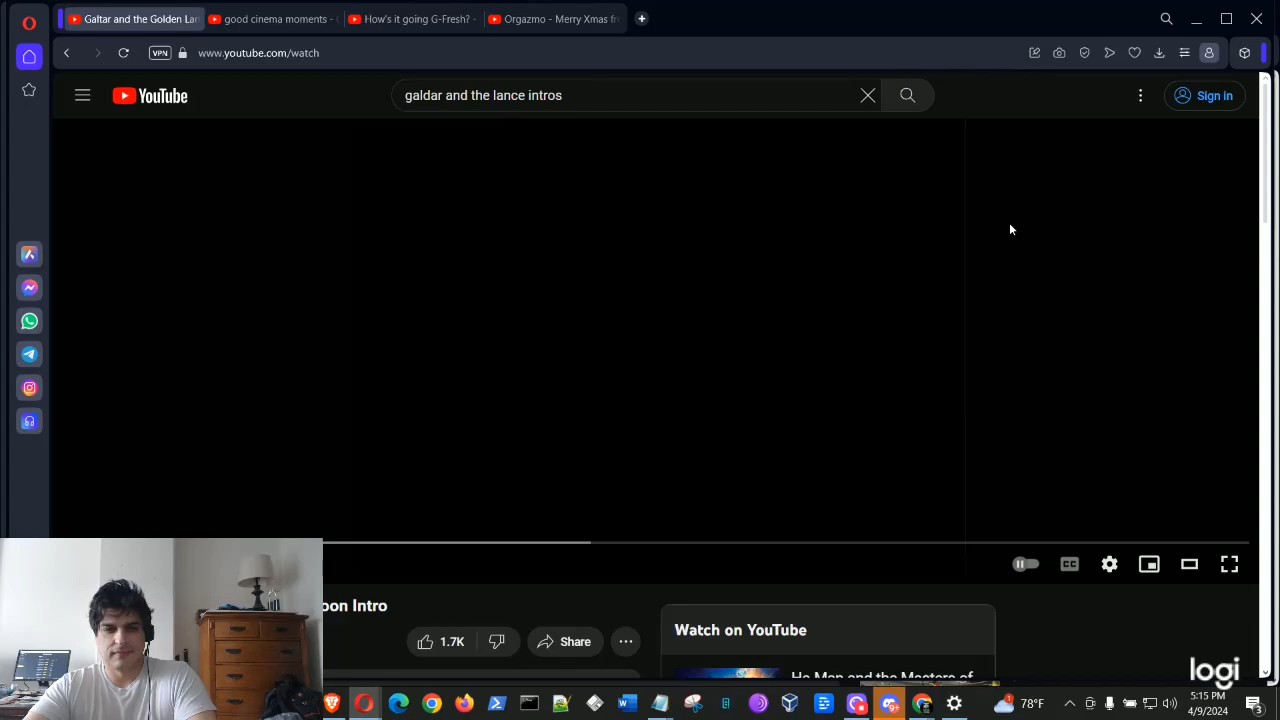 Galtar and the Golden Lan
good cinema moments - (
How's it going G-Fresh? -
Orgazmo - Merry Xmas fr
VPN
www.youtube.com/watch
YouTube
galdar and the lance intros
Sign in
CC
oon Intro
1.7K
Share
Watch on YouTube
He Man and the Masters of
logi
1
78°F
5:15 PM
4/9/2024